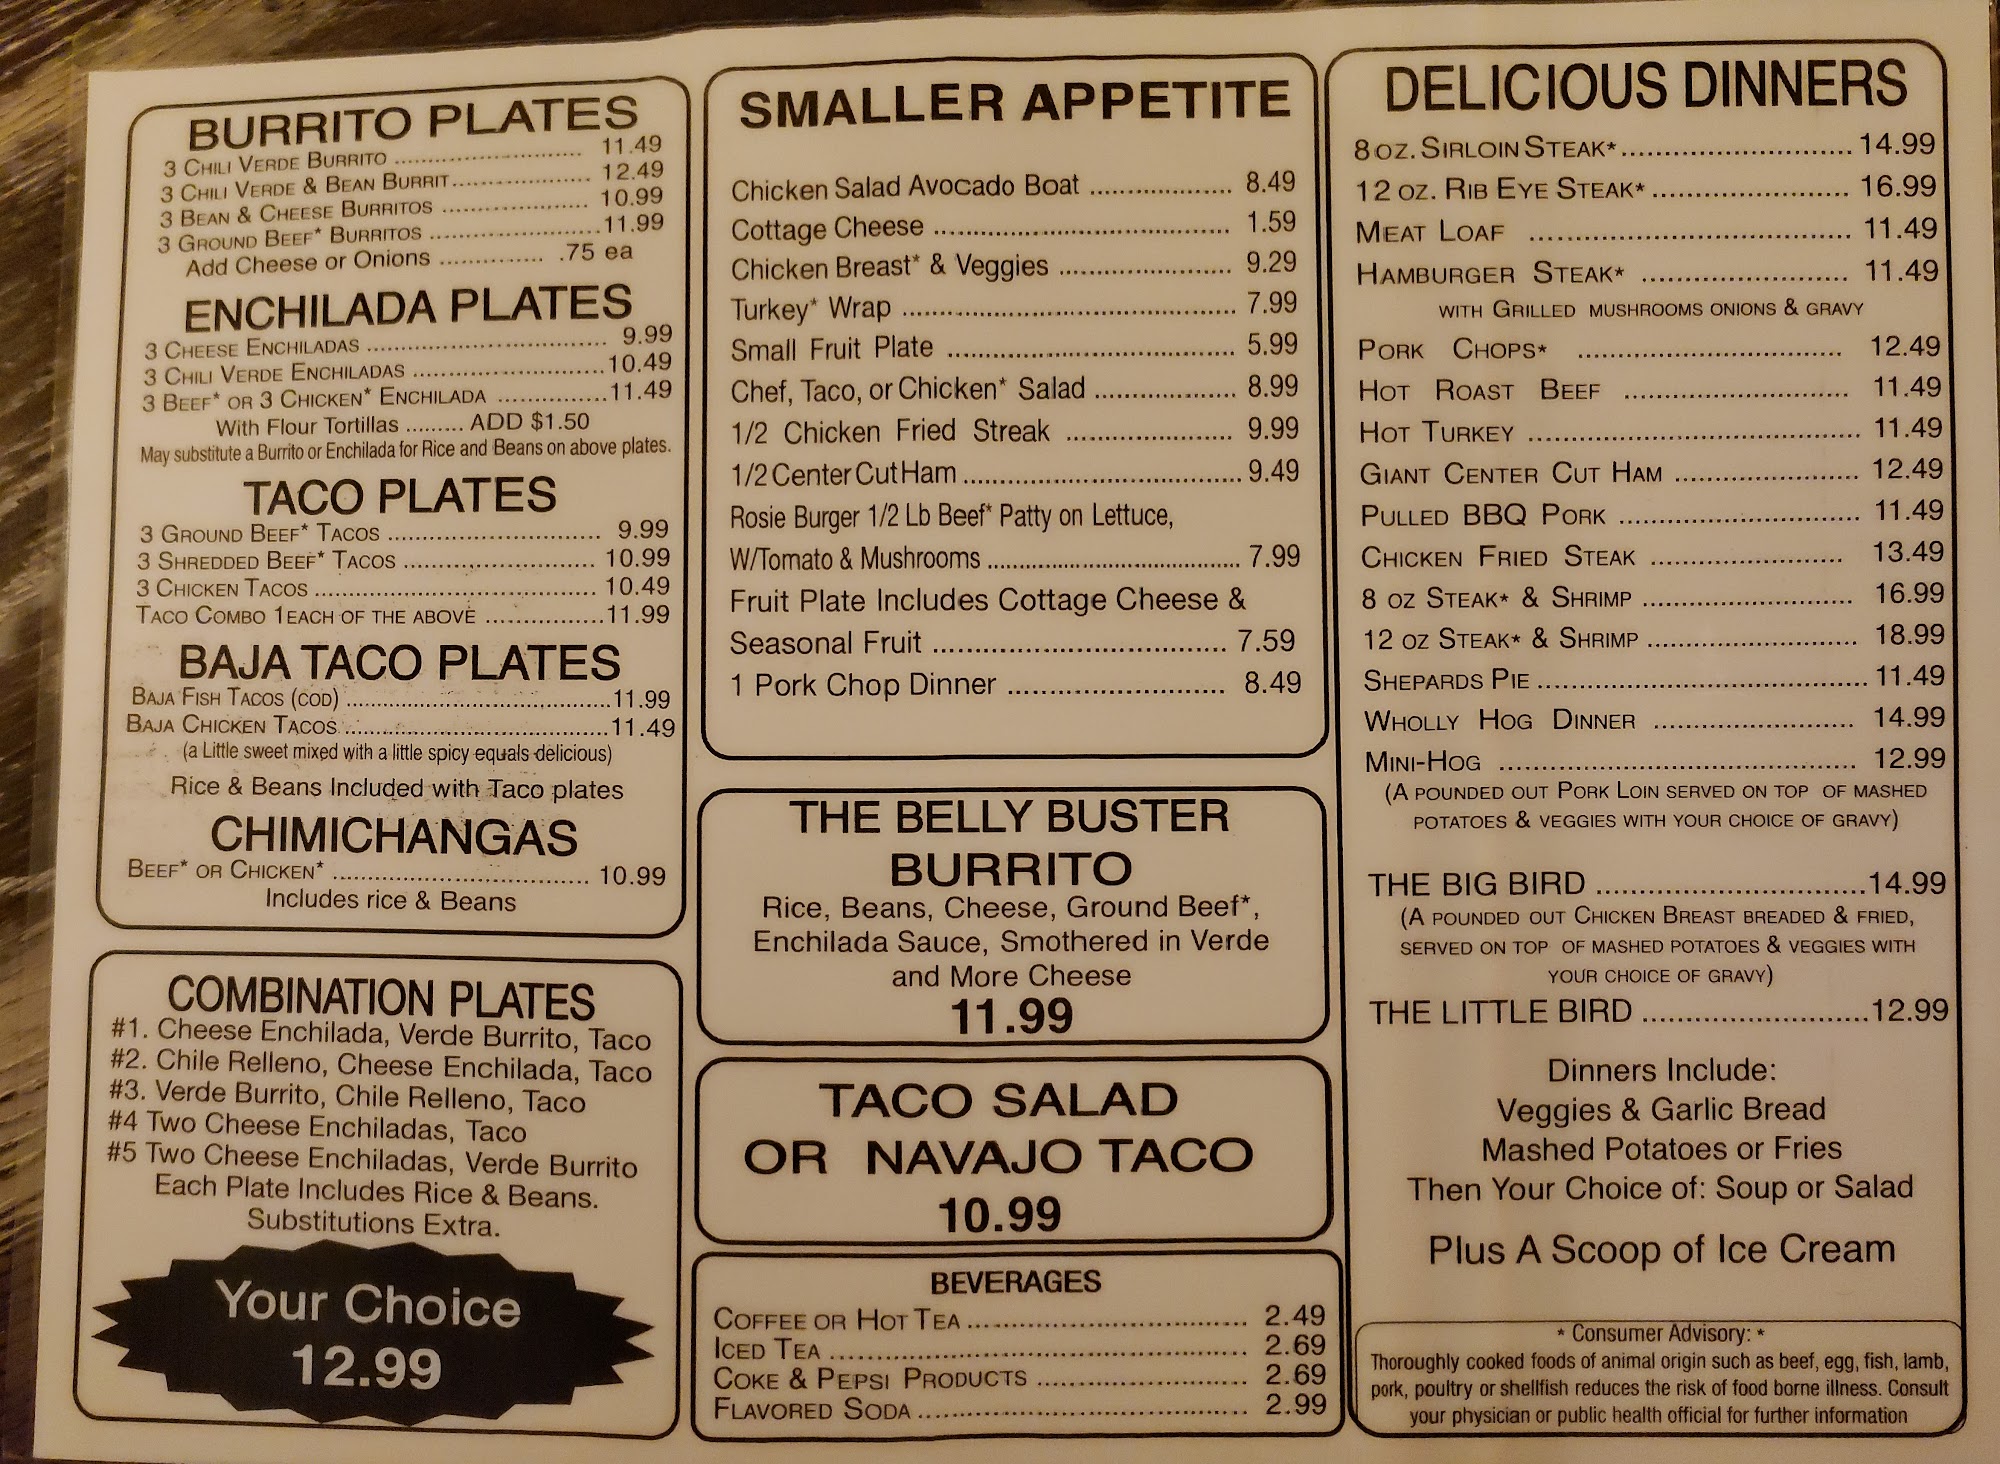 BURRITO PLATES
3 CHILI VERDE BURRITO ............................ 11.49
3 CHILI VERDE & BEAN BURRIT..................... 12.49
3 BEAN & CHEESE BURRITOS ...................... 10.99
3 GROUND BEEF* BURRITOS .........................11.99
Add Cheese or Onions ............... .75 ea
ENCHILADA PLATES
3 CHEESE ENCHILADAS .................................... 9.99
3 CHILI VERDE ENCHILADAS ............................10.49
3 BEEF* OR 3 CHICKEN* ENCHILADA ................11.49
With Flour Tortillas ......... ADD $1.50
May substitute a Burrito or Enchilada for Rice and Beans on above plates.
TACO PLATES
3 GROUND BEEF* TACOS ................................ 9.99
3 SHREDDED BEEF* TACOS ............................. 10.99
3 CHICKEN TACOS .......................................... 10.49
TACO COMBO 1EACH OF THE ABOVE ..................11.99
BAJA TACO PLATES
BAJA FISH TACOS (COD) ........................................11.99
BAJA CHICKEN TACOS ........................................11.49
(a Little sweet mixed with a little spicy equals delicious)
Rice & Beans Included with Taco plates
CHIMICHANGAS
BEEF* OR CHICKEN* ....................................... 10.99
Includes rice & Beans
COMBINATION PLATES
#1. Cheese Enchilada, Verde Burrito, Taco
#2. Chile Relleno, Cheese Enchilada, Taco
#3. Verde Burrito, Chile Relleno, Taco
#4 Two Cheese Enchiladas, Taco
#5 Two Cheese Enchiladas, Verde Burrito
Each Plate Includes Rice & Beans.
Substitutions Extra.
Your Choice
12.99
SMALLER APPETITE
Chicken Salad Avocado Boat .................. 8.49
Cottage Cheese ..................................... 1.59
Chicken Breast* & Veggies ...................... 9.29
Turkey* Wrap .......................................... 7.99
Small Fruit Plate .................................... 5.99
Chef, Taco, or Chicken* Salad .................. 8.99
1/2 Chicken Fried Streak ..................... 9.99
1/2 Center Cut Ham ................................... 9.49
Rosie Burger 1/2 Lb Beef* Patty on Lettuce,
W/Tomato & Mushrooms ...................................... 7.99
Fruit Plate Includes Cottage Cheese &
Seasonal Fruit ..................................... 7.59
1 Pork Chop Dinner ........................... 8.49
THE BELLY BUSTER
BURRITO
Rice, Beans, Cheese, Ground Beef*,
Enchilada Sauce, Smothered in Verde
and More Cheese
11.99
TACO SALAD
OR NAVAJO TACO
10.99
BEVERAGES
COFFEE OR HOT TEA .................................. 2.49
ICED TEA .................................................... 2.69
COKE & PEPSI PRODUCTS .......................... 2.69
FLAVORED SODA ......................................... 2.99
DELICIOUS DINNERS
8 OZ. SIRLOIN STEAK*............................ 14.99
12 OZ. RIB EYE STEAK* ........................ 16.99
MEAT LOAF ....................................... 11.49
HAMBURGER STEAK* ......................... 11.49
WITH GRILLED MUSHROOMS ONIONS & GRAVY
PORK CHOPS* ................................ 12.49
HOT ROAST BEEF ........................... 11.49
HOT TURKEY ........................................ 11.49
GIANT CENTER CUT HAM ...................... 12.49
PULLED BBQ PORK ............................. 11.49
CHICKEN FRIED STEAK ....................... 13.49
8 OZ STEAK* & SHRIMP ......................... 16.99
12 OZ STEAK* & SHRIMP ......................... 18.99
SHEPARDS PIE ........................................ 11.49
WHOLLY HOG DINNER ........................ 14.99
MINI-HOG ........................................... 12.99
(A POUNDED OUT PORK LOIN SERVED ON TOP OF MASHED
POTATOES & VEGGIES WITH YOUR CHOICE OF GRAVY)
THE BIG BIRD ................................14.99
(A POUNDED OUT CHICKEN BREAST BREADED & FRIED,
SERVED ON TOP OF MASHED POTATOES & VEGGIES WITH
YOUR CHOICE OF GRAVY)
THE LITTLE BIRD ...........................12.99
Dinners Include:
Veggies & Garlic Bread
Mashed Potatoes or Fries
Then Your Choice of: Soup or Salad
Plus A Scoop of Ice Cream
* Consumer Advisory: *
Thoroughly cooked foods of animal origin such as beef, egg, fish, lamb,
pork, poultry or shellfish reduces the risk of food borne illness. Consult
your physician or public health official for further information